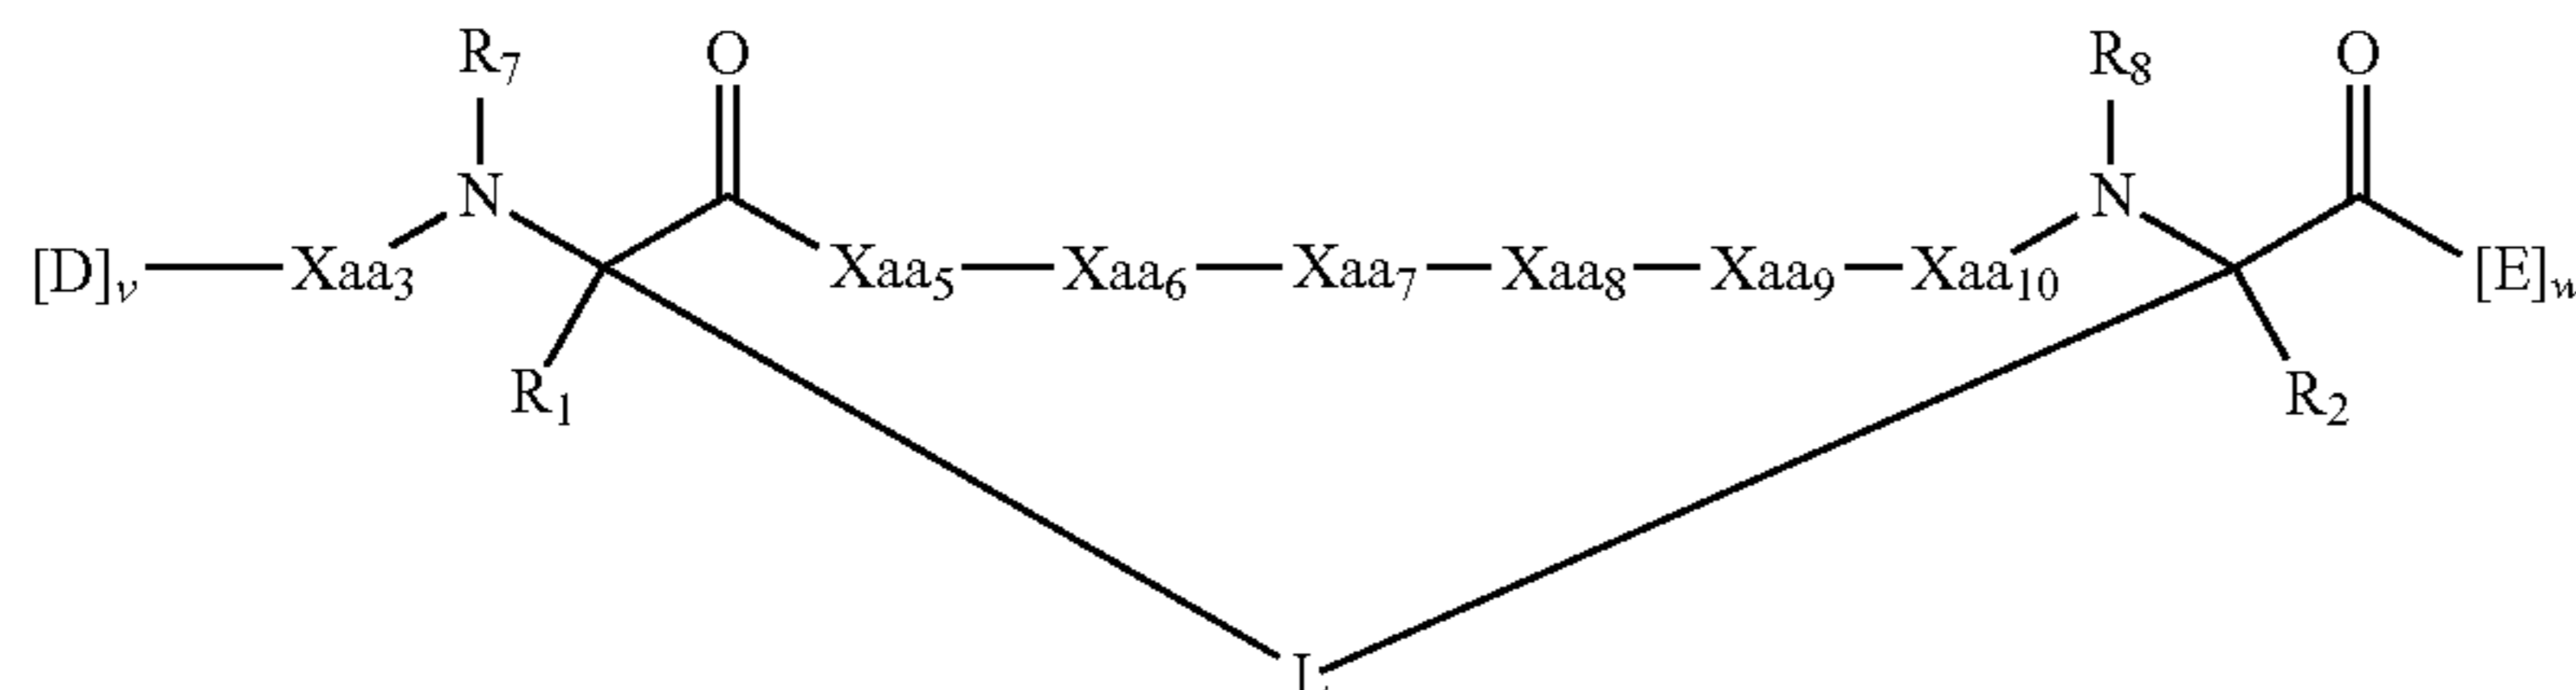 R₇ O R₈ O
N N
[D]ᵥ Xaa₃ Xaa₅ Xaa₆ Xaa₇ Xaa₈ Xaa₉ Xaa₁₀ [E]
R₁ R₂
L